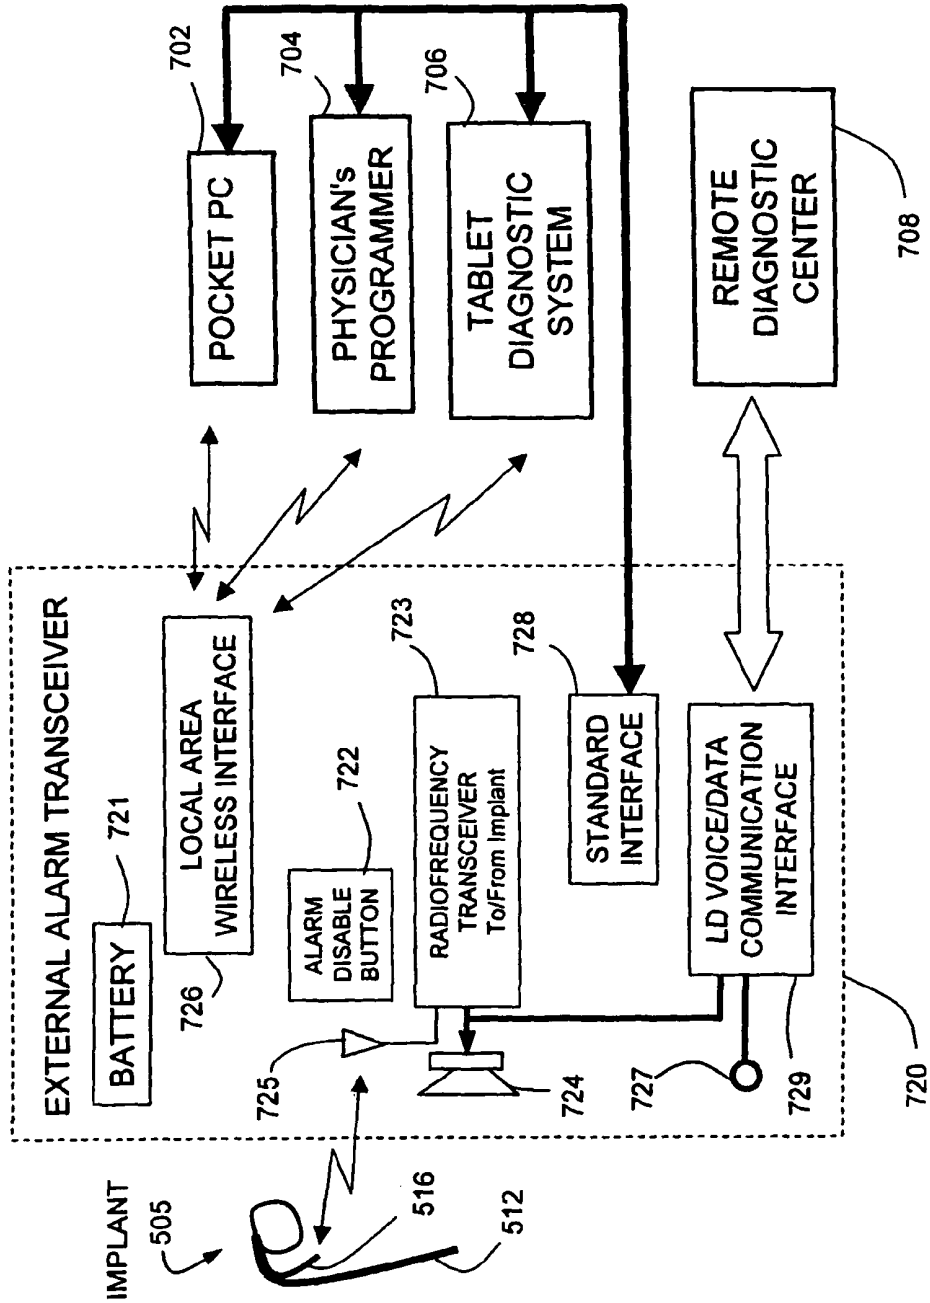 IMPLANT
505
516
512
EXTERNAL ALARM TRANSCEIVER
BATTERY
721
LOCAL AREA
WIRELESS INTERFACE
726
ALARM
DISABLE
BUTTON
722
725
RADIOFREQUENCY
TRANSCEIVER
To/From Implant
723
724
STANDARD
INTERFACE
728
LD VOICE/DATA
COMMUNICATION
INTERFACE
727
729
720
POCKET PC
702
PHYSICIAN's
PROGRAMMER
704
TABLET
DIAGNOSTIC
SYSTEM
706
REMOTE
DIAGNOSTIC
CENTER
708